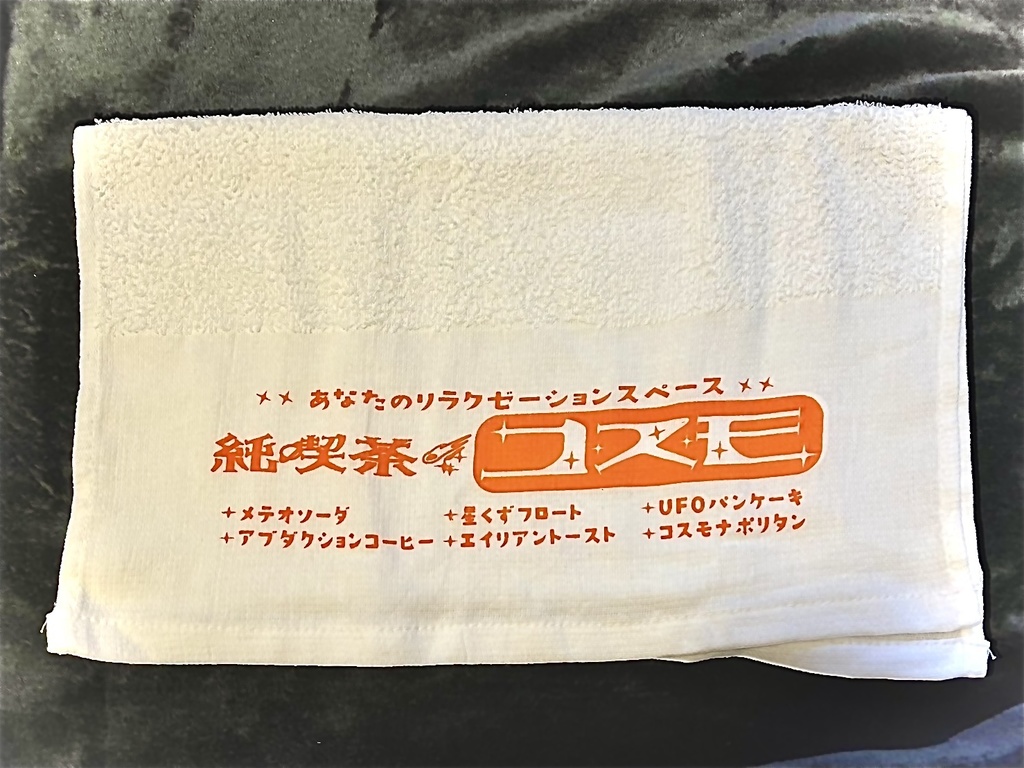 あなたのリラクゼーションスペース
純喫茶 コスモ
メテオソーダ 星くずフロート UFOパンケーキ
アブダクションコーヒー エイリアントースト コスモナポリタン